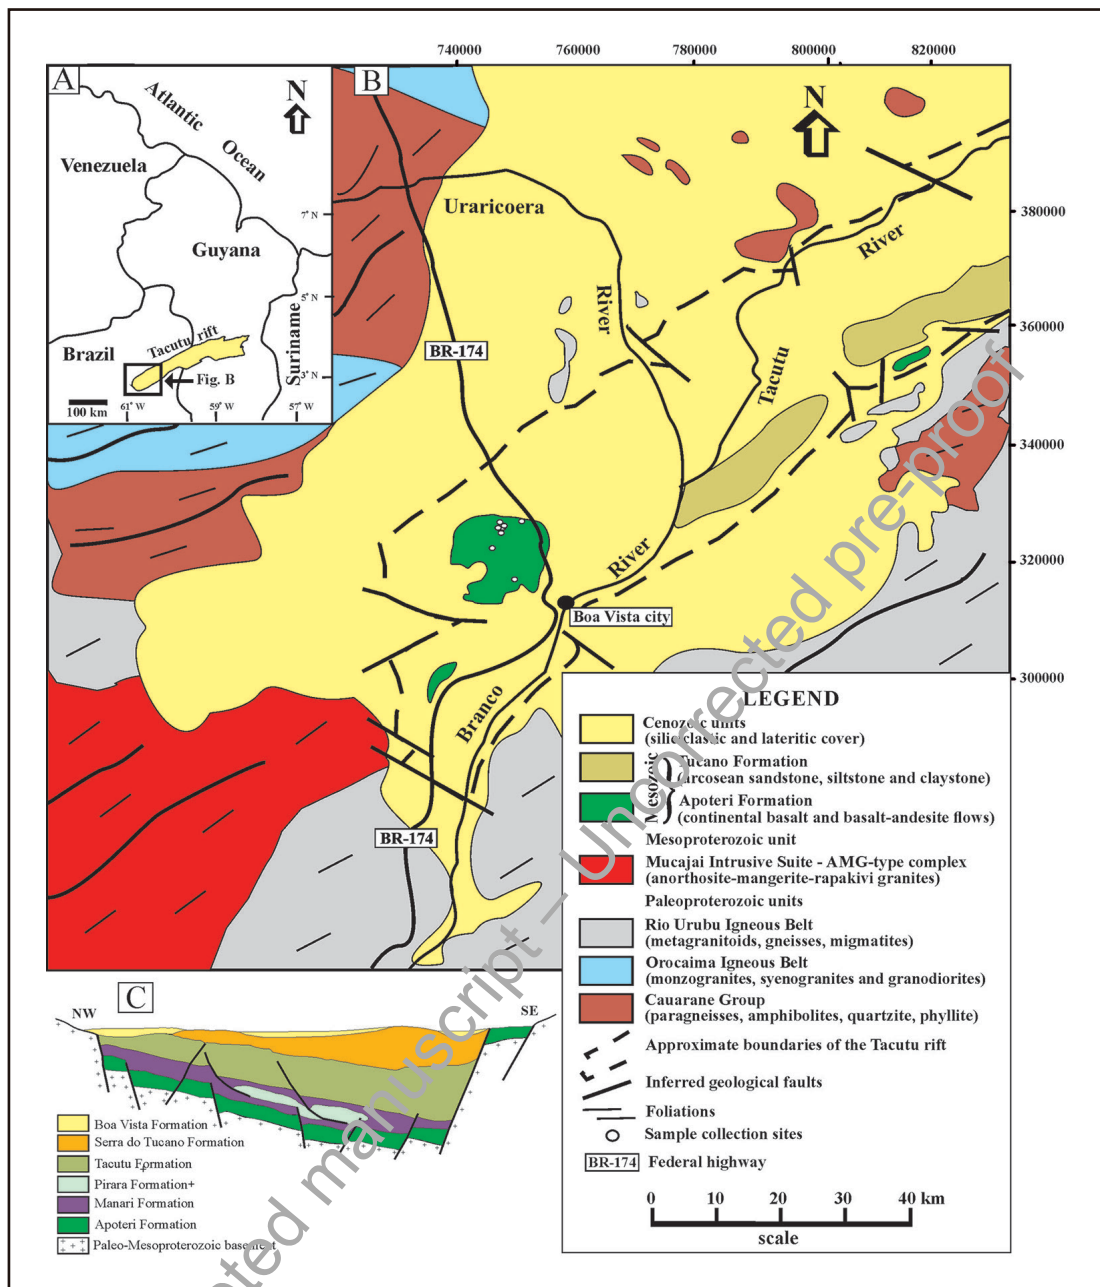 740000 760000 780000 800000 820000
A
B
N
N
Atlantic
Ocean
Venezuela
Guyana
Suriname
Brazil
Tacutu rift
Fig. B
7° N
5° N
3° N
100 km
61° W
59° W
57° W
Uraricoera
River
River
Tacutu
BR-174
380000
360000
340000
320000
300000
River
Boa Vista city
Branco
BR-174
LEGEND
Cenozoic units
(siliciclastic and lateritic cover)
Mesozoic
Tucano Formation
(arcosean sandstone, siltstone and claystone)
Apoteri Formation
(continental basalt and basalt-andesite flows)
Mesoproterozoic unit
Mucajai Intrusive Suite - AMG-type complex
(anorthosite-mangerite-rapakivi granites)
Paleoproterozoic units
Rio Urubu Igneous Belt
(metagranitoids, gneisses, migmatites)
Orocaima Igneous Belt
(monzogranites, syenogranites and granodiorites)
Cauarane Group
(paragneisses, amphibolites, quartzite, phyllite)
Approximate boundaries of the Tacutu rift
Inferred geological faults
Foliations
Sample collection sites
BR-174 Federal highway
0 10 20 30 40 km
scale
C
NW
SE
Boa Vista Formation
Serra do Tucano Formation
Tacutu Formation
Pirara Formation+
Manari Formation
Apoteri Formation
Paleo-Mesoproterozoic basement
manuscript – Uncorrected pre-proof